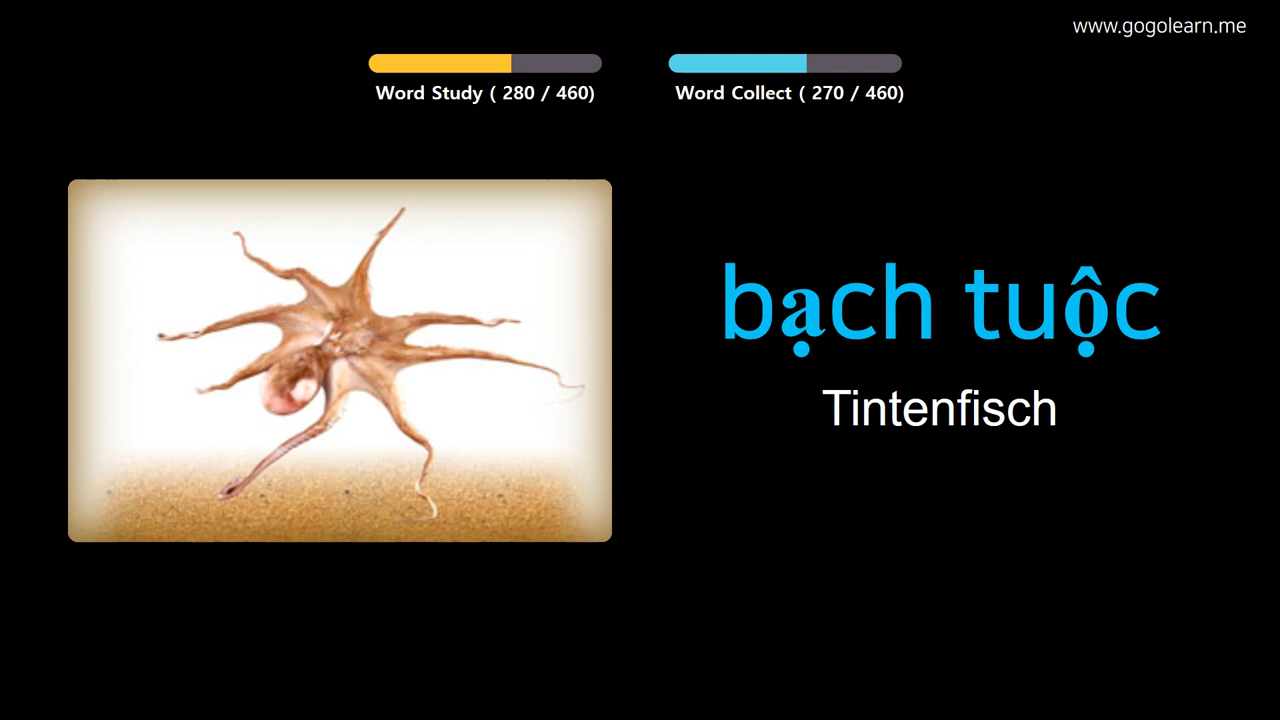 www.gogolearn.me
Word Study ( 280 / 460)
Word Collect ( 270 / 460)
bạch tuộc
Tintenfisch